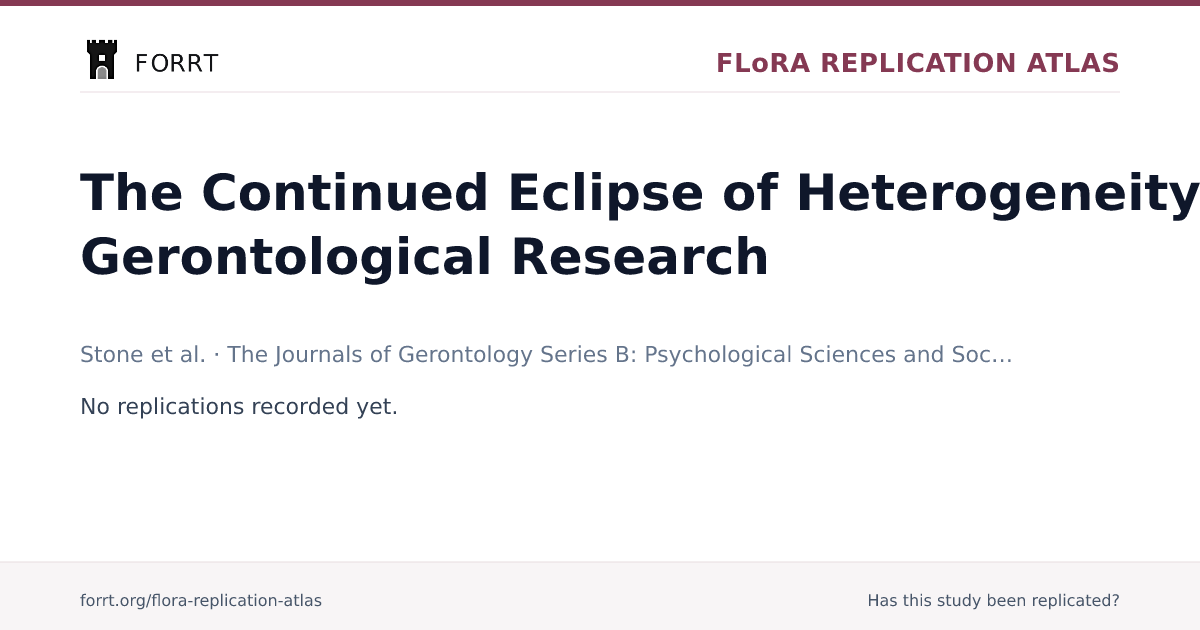 FORRT
FLoRA REPLICATION ATLAS
The Continued Eclipse of Heterogeneity
Gerontological Research
Stone et al. · The Journals of Gerontology Series B: Psychological Sciences and Soc…
No replications recorded yet.
forrt.org/flora-replication-atlas
Has this study been replicated?